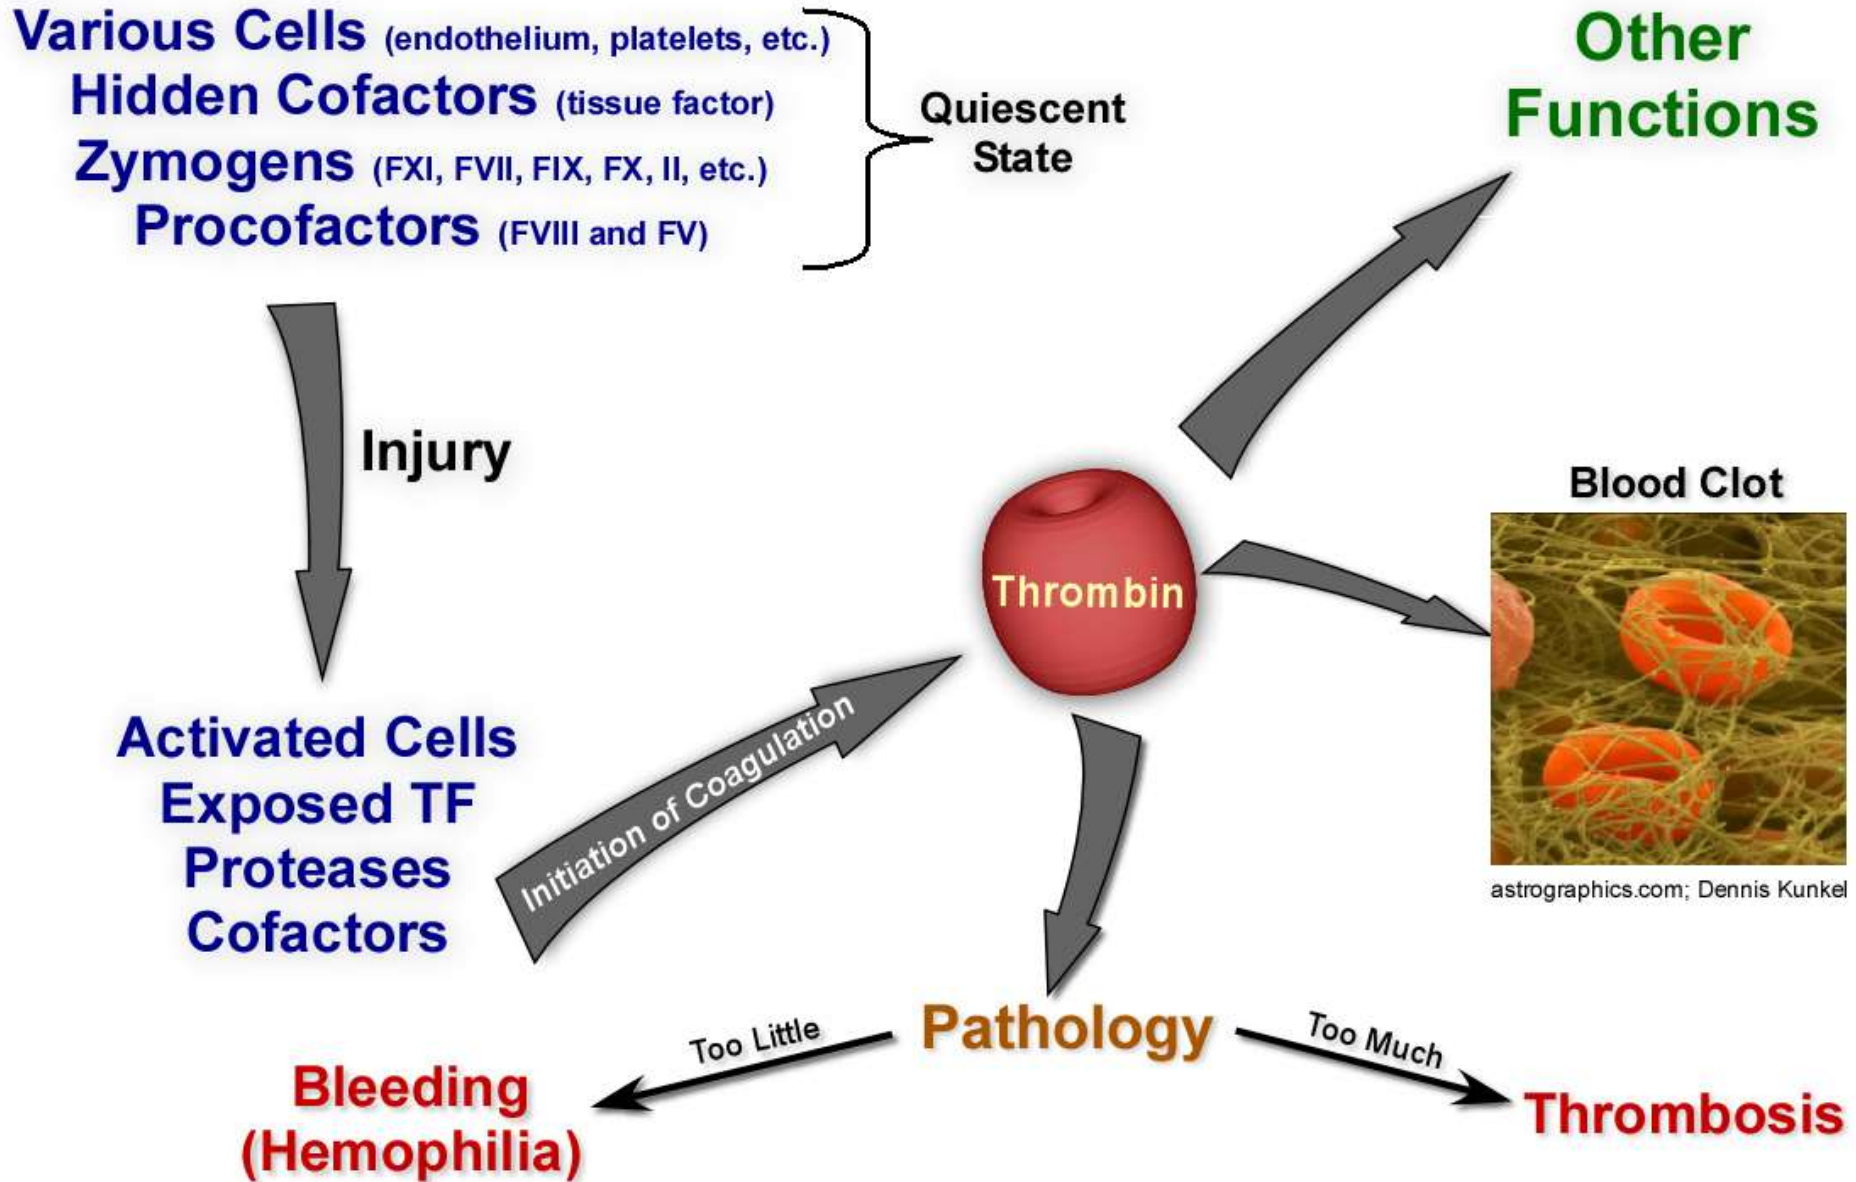 Various Cells (endothelium, platelets, etc.)
Hidden Cofactors (tissue factor)
Zymogens (FXI, FVII, FIX, FX, II, etc.)
Procofactors (FVIII and FV)
Quiescent
State
Other
Functions
Injury
Blood Clot
Thrombin
astrographics.com; Dennis Kunkel
Activated Cells
Exposed TF
Proteases
Cofactors
Initiation of Coagulation
Pathology
Too Little
Too Much
Bleeding
(Hemophilia)
Thrombosis